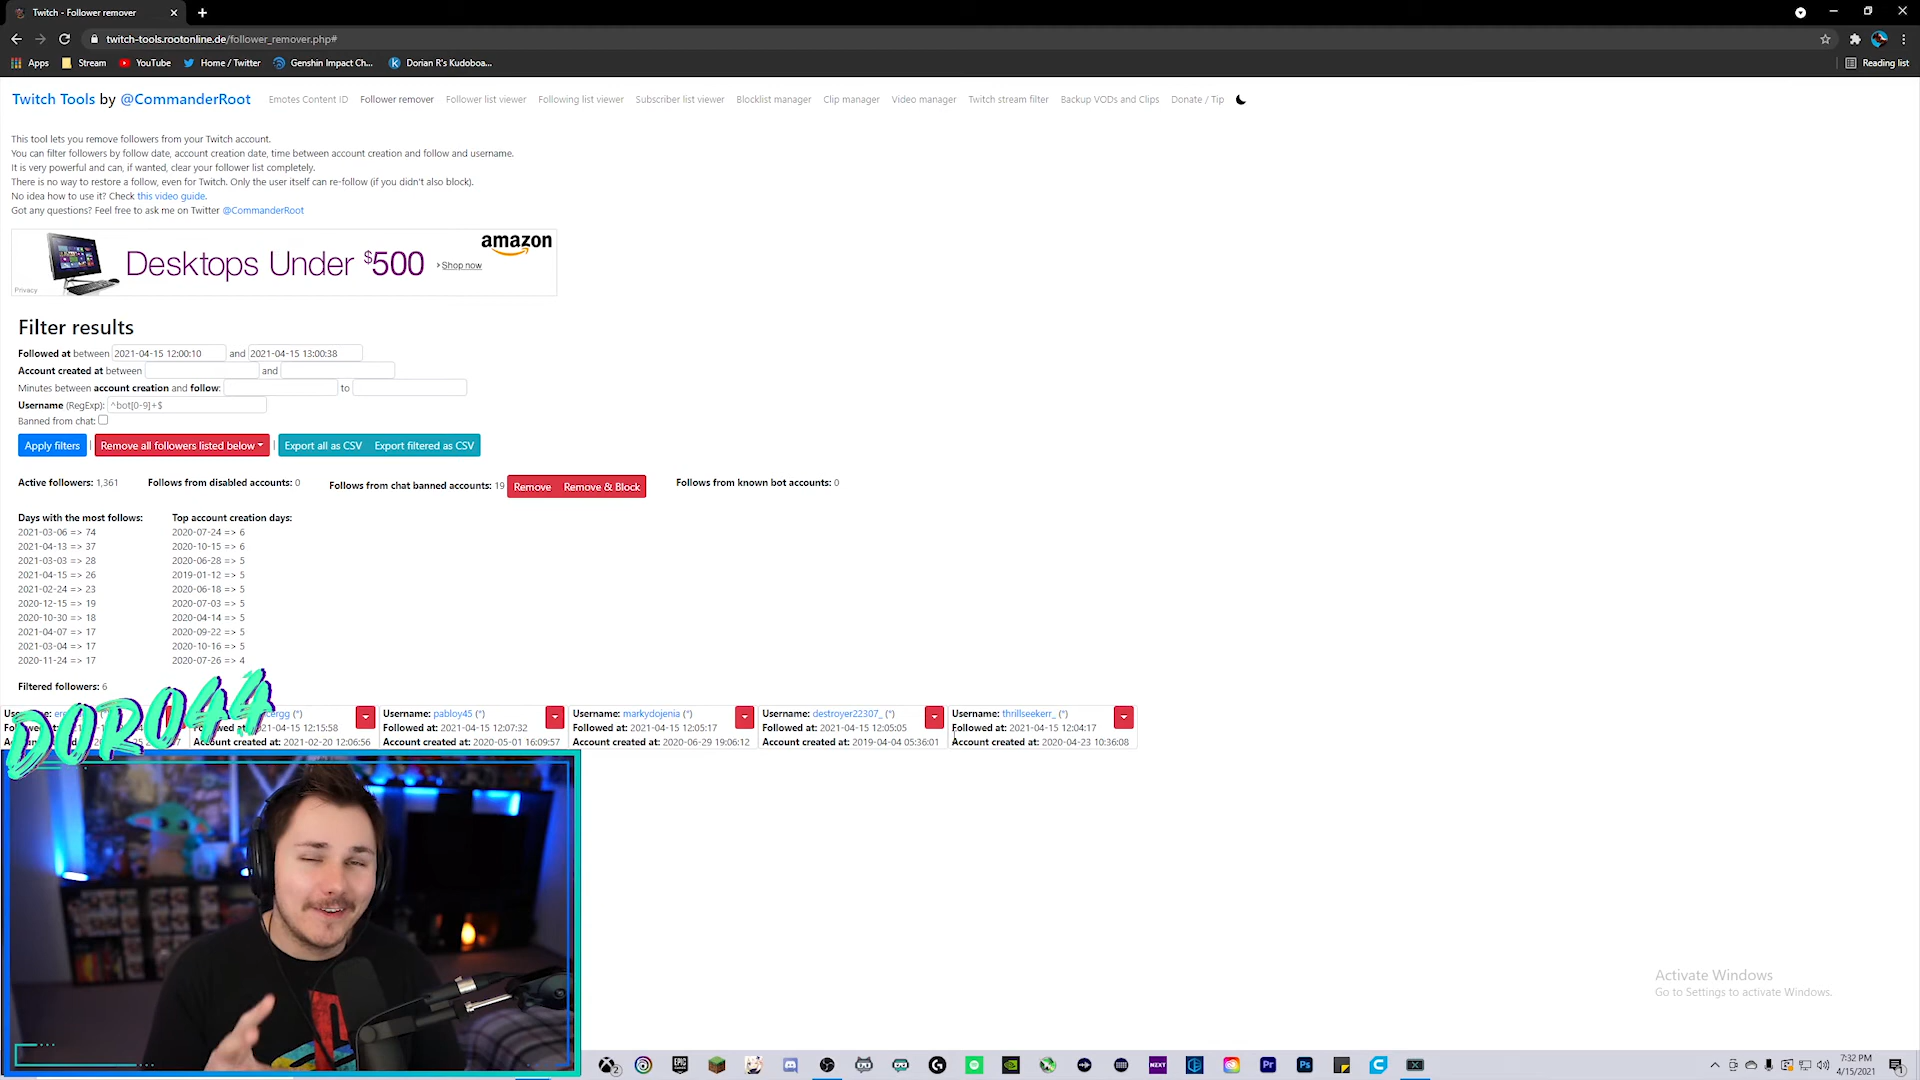 Twitch - Follower remover
twitch-tools.rootonline.de/follower_remover.php#
Apps Stream YouTube Home / Twitter Genshin Impact Ch... Dorian R's Kudoboa... Reading list
Twitch Tools by @CommanderRoot Emotes Content ID Follower remover Follower list viewer Following list viewer Subscriber list viewer Blocklist manager Clip manager Video manager Twitch stream filter Backup VODs and Clips Donate / Tip
This tool lets you remove followers from your Twitch account.
You can filter followers by follow date, account creation date, time between account creation and follow and username.
It is very powerful and can, if wanted, clear your follower list completely.
There is no way to restore a follow, even for Twitch. Only the user itself can re-follow (if you didn't also block).
No idea how to use it? Check this video guide.
Got any questions? Feel free to ask me on Twitter @CommanderRoot
Desktops Under $500 amazon
› Shop now
Privacy
Filter results
Followed at between 2021-04-15 12:00:10 and 2021-04-15 13:00:38
Account created at between and
Minutes between account creation and follow: to
Username (RegExp): ^bot[0-9]+$
Banned from chat:
Apply filters | Remove all followers listed below | Export all as CSV Export filtered as CSV
Active followers: 1,361 Follows from disabled accounts: 0 Follows from chat banned accounts: 19 Remove Remove & Block Follows from known bot accounts: 0
Days with the most follows: Top account creation days:
2021-03-06 => 74 2020-07-24 => 6
2021-04-13 => 37 2020-10-15 => 6
2021-03-03 => 28 2020-06-28 => 5
2021-04-15 => 26 2019-01-12 => 5
2021-02-24 => 23 2020-06-18 => 5
2020-12-15 => 19 2020-07-03 => 5
2020-10-30 => 18 2020-04-14 => 5
2021-04-07 => 17 2020-09-22 => 5
2021-03-04 => 17 2020-10-16 => 5
2020-11-24 => 17 2020-07-26 => 4
Filtered followers: 6
Username: pabloy45 (*) Username: markydojenia (*) Username: destroyer22307_ (*) Username: thrillseekerr_ (*)
2021-04-15 12:15:58 Followed at: 2021-04-15 12:07:32 Followed at: 2021-04-15 12:05:17 Followed at: 2021-04-15 12:05:05 Followed at: 2021-04-15 12:04:17
Account created at: 2021-02-20 12:06:56 Account created at: 2020-05-01 16:09:57 Account created at: 2020-06-29 19:06:12 Account created at: 2019-04-04 05:36:01 Account created at: 2020-04-23 10:36:08
DORO44
Activate Windows
Go to Settings to activate Windows.
EPIC GAMES NZXT Pr Ps
7:32 PM
4/15/2021